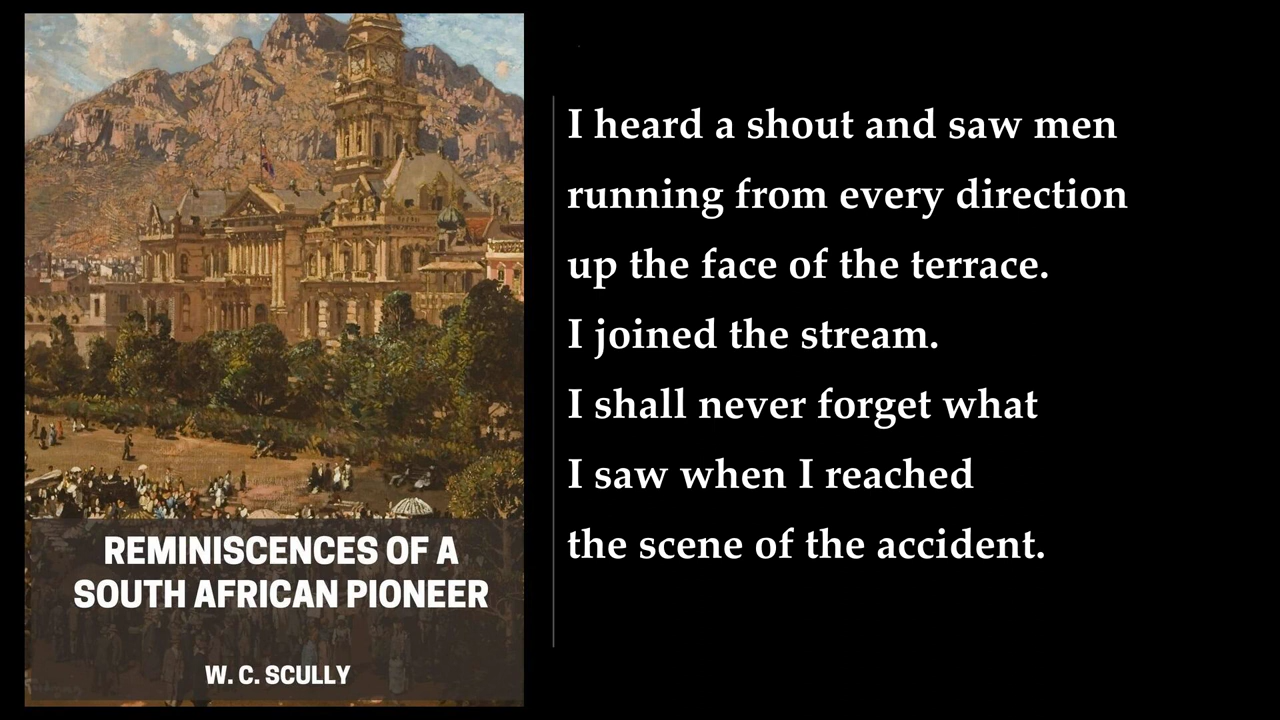 REMINISCENCES OF A
SOUTH AFRICAN PIONEER
W. C. SCULLY
I heard a shout and saw men
running from every direction
up the face of the terrace.
I joined the stream.
I shall never forget what
I saw when I reached
the scene of the accident.